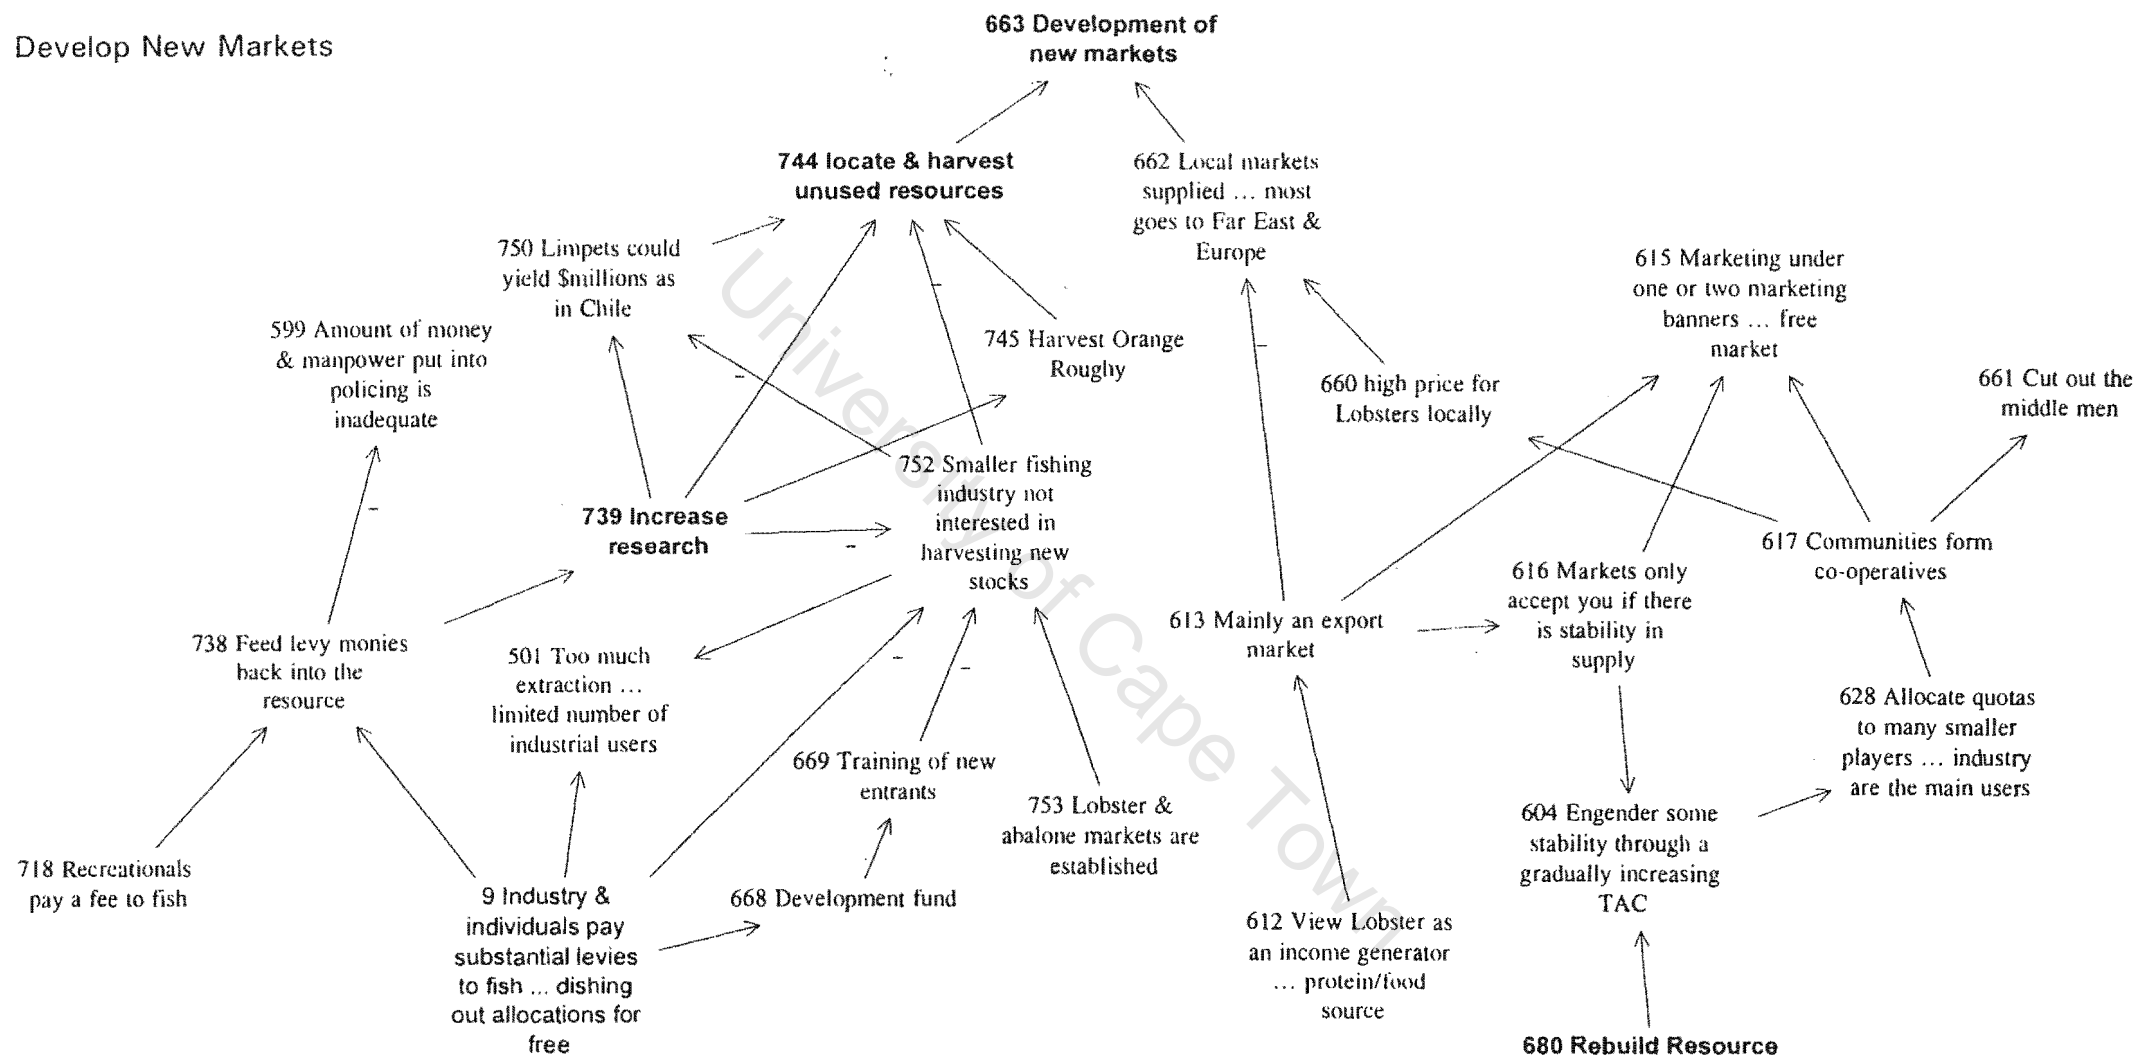 Develop New Markets
663 Development of
new markets
744 locate & harvest
unused resources
662 Local markets
supplied ... most
goes to Far East &
Europe
750 Limpets could
yield $millions as
in Chile
615 Marketing under
one or two marketing
banners ... free
market
599 Amount of money
& manpower put into
policing is
inadequate
745 Harvest Orange
Roughy
660 high price for
Lobsters locally
661 Cut out the
middle men
752 Smaller fishing
industry not
interested in
harvesting new
stocks
739 Increase
research
617 Communities form
co-operatives
616 Markets only
accept you if there
is stability in
supply
613 Mainly an export
market
738 Feed levy monies
back into the
resource
501 Too much
extraction ...
limited number of
industrial users
628 Allocate quotas
to many smaller
players ... industry
are the main users
669 Training of new
entrants
753 Lobster &
abalone markets are
established
604 Engender some
stability through a
gradually increasing
TAC
718 Recreationals
pay a fee to fish
9 Industry &
individuals pay
substantial levies
to fish ... dishing
out allocations for
free
668 Development fund
612 View Lobster as
an income generator
... protein/food
source
680 Rebuild Resource
University of Cape Town